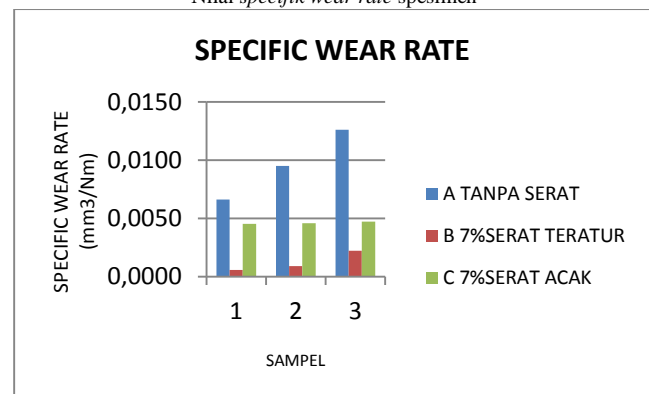 Nilai specifik wear rate spesimen
SPECIFIC WEAR RATE
SPECIFIC WEAR RATE
(mm3/Nm)
0,0150
0,0100
0,0050
0,0000
1 2 3
SAMPEL
A TANPA SERAT
B 7%SERAT TERATUR
C 7%SERAT ACAK